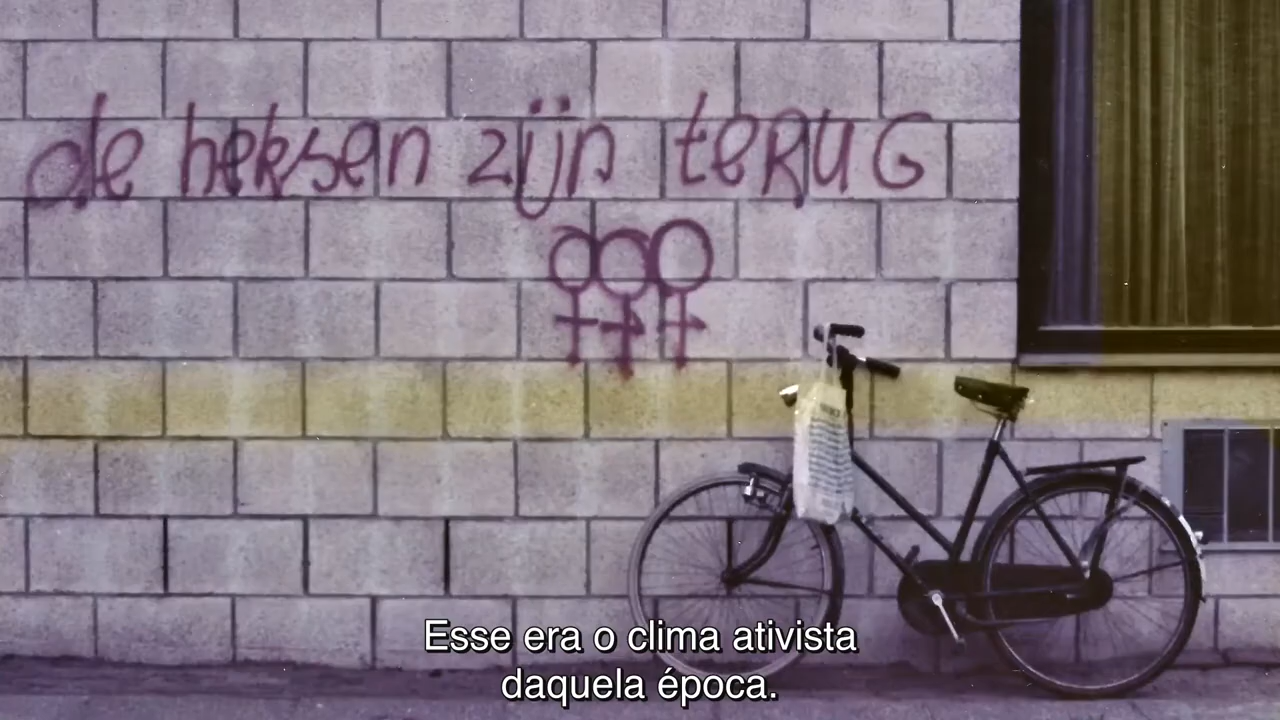 de heksen zijn teRUG
Esse era o clima ativista
daquela época.